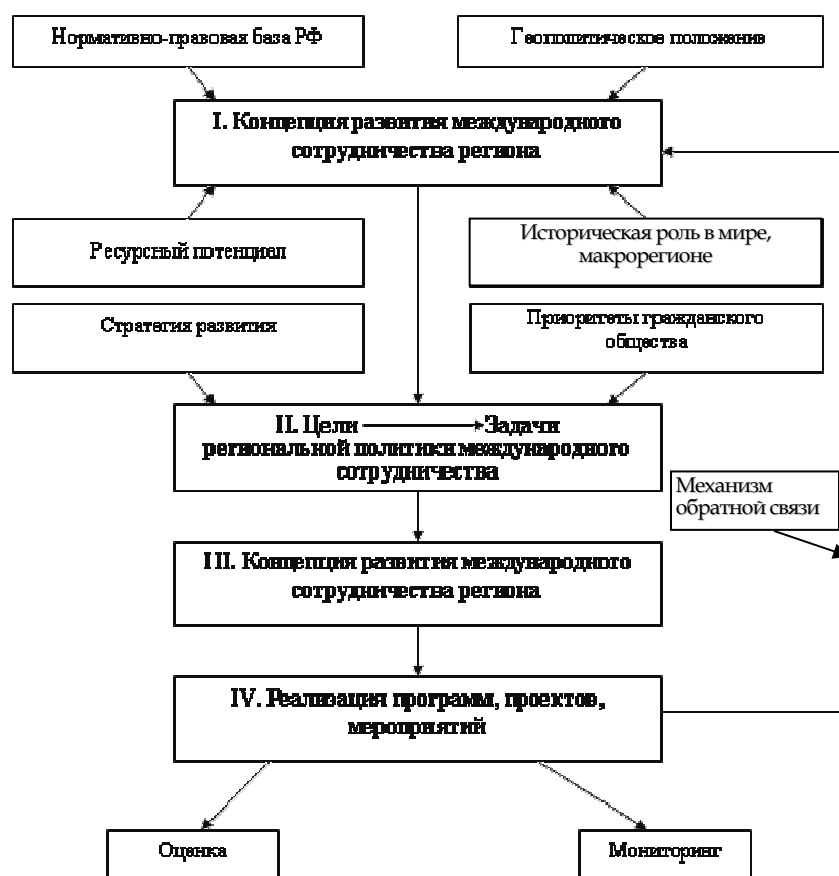 Нормативно-правовая база РФ
Геополитическое положение
I. Концепция развития международного
сотрудничества региона
Ресурсный потенциал
Историческая роль в мире,
макрорегионе
Стратегия развития
Приоритеты гражданского
общества
II. Цели Задачи
региональной политики международного
сотрудничества
Механизм
обратной связи
III. Концепция развития международного
сотрудничества региона
IV. Реализация программ, проектов,
мероприятий
Оценка
Мониторинг